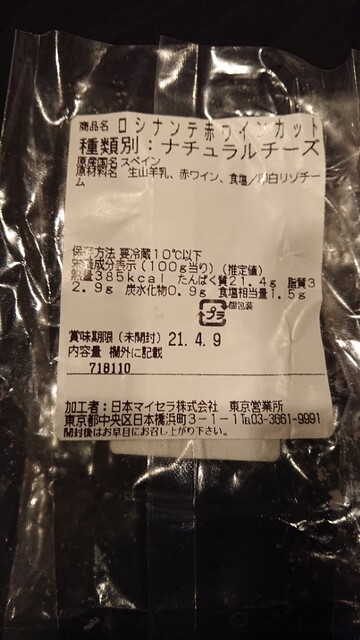 商品名 ロシナンテ赤ワインカット
種類別：ナチュラルチーズ
原産国名 スペイン
原材料名 生山羊乳、赤ワイン、食塩／卵白リゾチー
ム
保存方法 要冷蔵10℃以下
栄養成分表示(100g当り)(推定値)
熱量385kcal たんぱく質21.4g 脂質3
2.9g 炭水化物0.9g 食塩相当量1.5g
プラ 個包装
賞味期限（未開封）21.4.9
内容量 欄外に記載
718110
加工者：日本マイセラ株式会社 東京営業所
東京都中央区日本橋浜町3-1-1℡03-3661-9991
開封後はお早目にお召し上がり下さい。